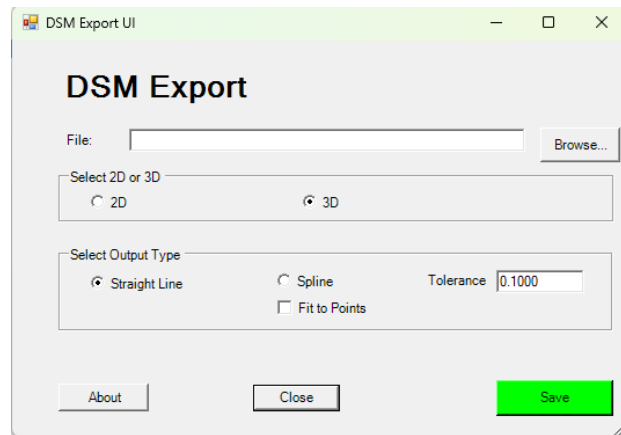 DSM Export UI
DSM Export
File:
Browse...
Select 2D or 3D
2D 3D
Select Output Type
Straight Line Spline Tolerance 0.1000
Fit to Points
About Close Save